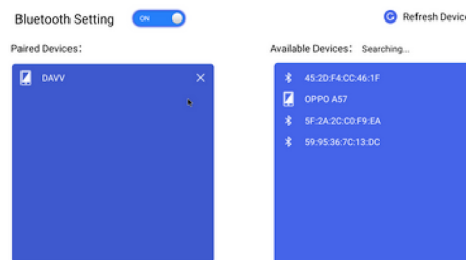 Bluetooth Setting
ON
Refresh Device
Paired Devices:
DAVV
Available Devices: Searching...
45:2D:F4:CC:46:1F
OPPO A57
5F:2A:2C:C0:F9:EA
59:95:36:7C:13:DC